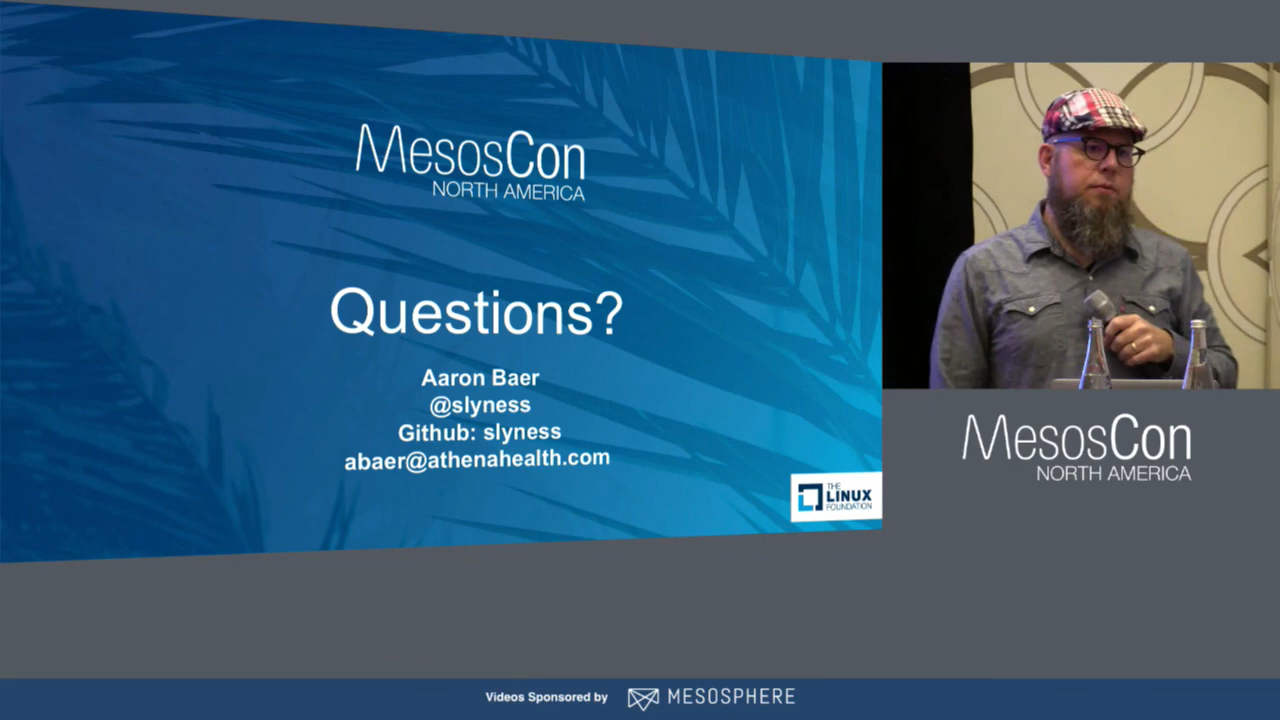 MesosCon
NORTH AMERICA
Questions?
Aaron Baer
@slyness
Github: slyness
abaer@athenahealth.com
THE
LINUX
FOUNDATION
MesosCon
NORTH AMERICA
Videos Sponsored by MESOSPHERE